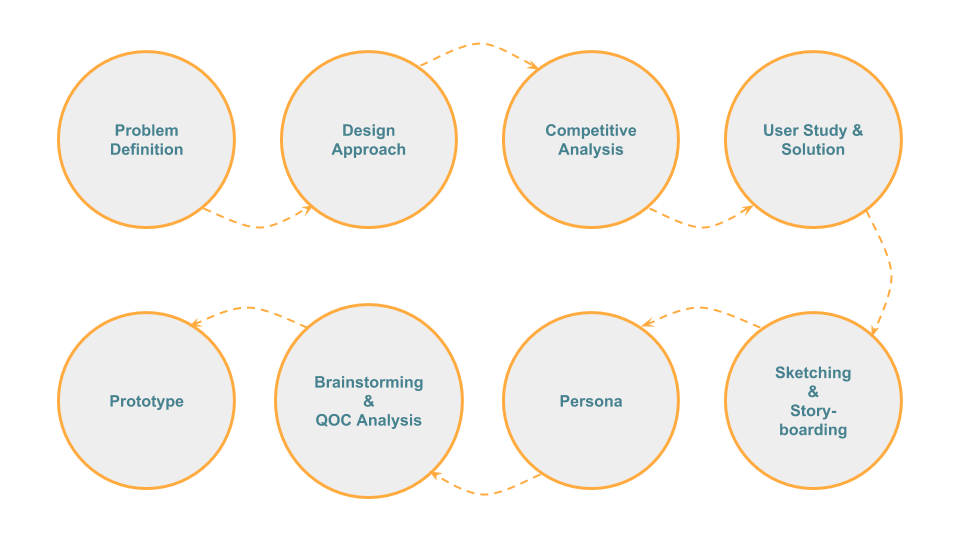 Problem
Definition
Design
Approach
Competitive
Analysis
User Study &
Solution
Prototype
Brainstorming
&
QOC Analysis
Persona
Sketching
&
Story-
boarding